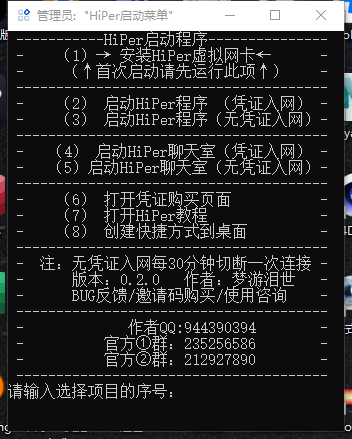 管理员: "HiPer启动菜单"
-----------HiPer启动程序-----------
- (1) → 安装HiPer虚拟网卡← -
- (↑首次启动请先运行此项↑) -
- (2) 启动HiPer程序 (凭证入网) -
- (3) 启动HiPer程序(无凭证入网) -
- (4) 启动HiPer聊天室 (凭证入网) -
- (5) 启动HiPer聊天室(无凭证入网) -
- (6) 打开凭证购买页面 -
- (7) 打开HiPer教程 -
- (8) 创建快捷方式到桌面 -
- 注: 无凭证入网每30分钟切断一次连接 -
- 版本: 0.2.0 作者: 梦游泪世 -
- BUG反馈/邀请码购买/使用咨询 -
- 作者QQ:944390394 -
- 官方①群: 235256586 -
- 官方②群: 212927890 -
请输入选择项目的序号: